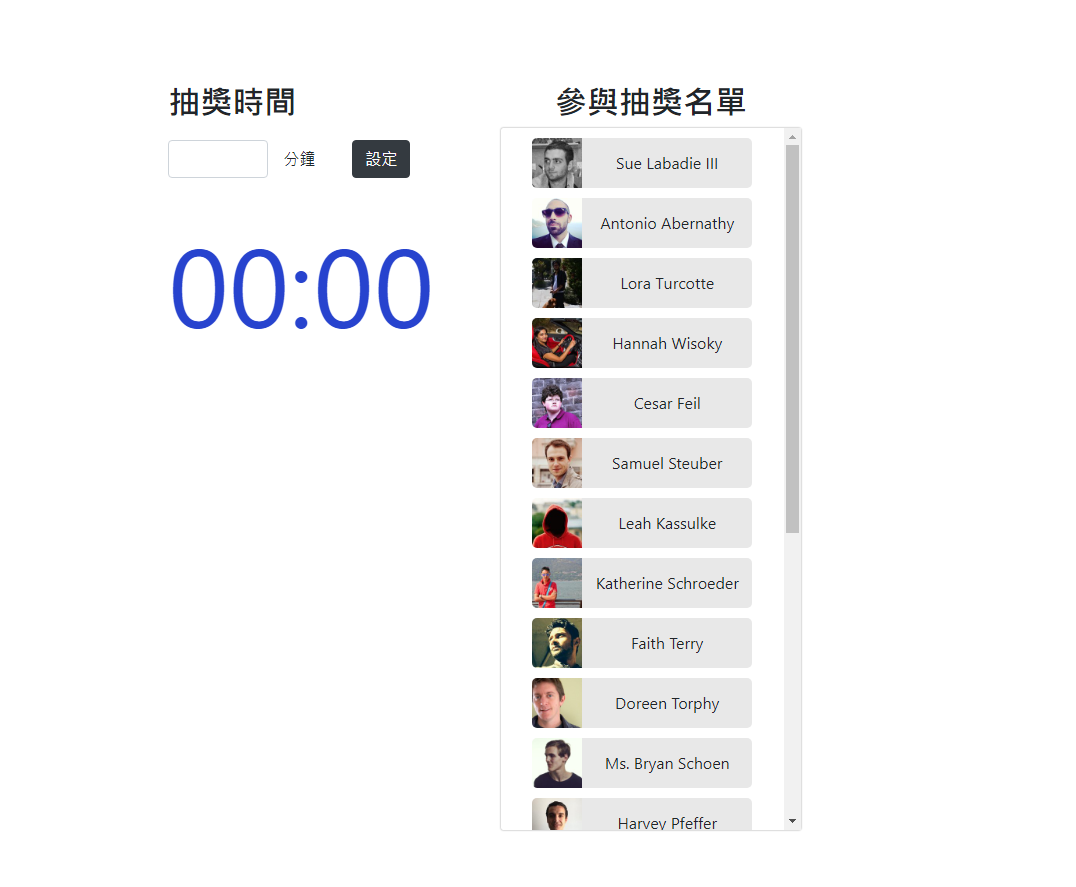 抽獎時間
分鐘
設定
00:00
參與抽獎名單
Sue Labadie III
Antonio Abernathy
Lora Turcotte
Hannah Wisoky
Cesar Feil
Samuel Steuber
Leah Kassulke
Katherine Schroeder
Faith Terry
Doreen Torphy
Ms. Bryan Schoen
Harvey Pfeffer